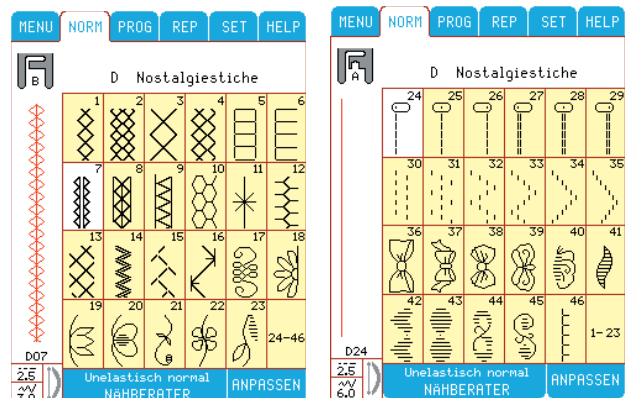 MENU NORM PROG REP SET HELP
B
D Nostalgiestiche
1 2 3 4 5 6
7 8 9 10 11 12
13 14 15 16 17 18
19 20 21 22 23
24-46
D07
2.5
Unelastisch normal
NÄHBERATER
ANPASSEN
MENU NORM PROG REP SET HELP
A
D Nostalgiestiche
24 25 26 27 28 29
30 31 32 33 34 35
36 37 38 39 40 41
42 43 44 45 46
1-23
D24
2.5
6.0
Unelastisch normal
NÄHBERATER
ANPASSEN